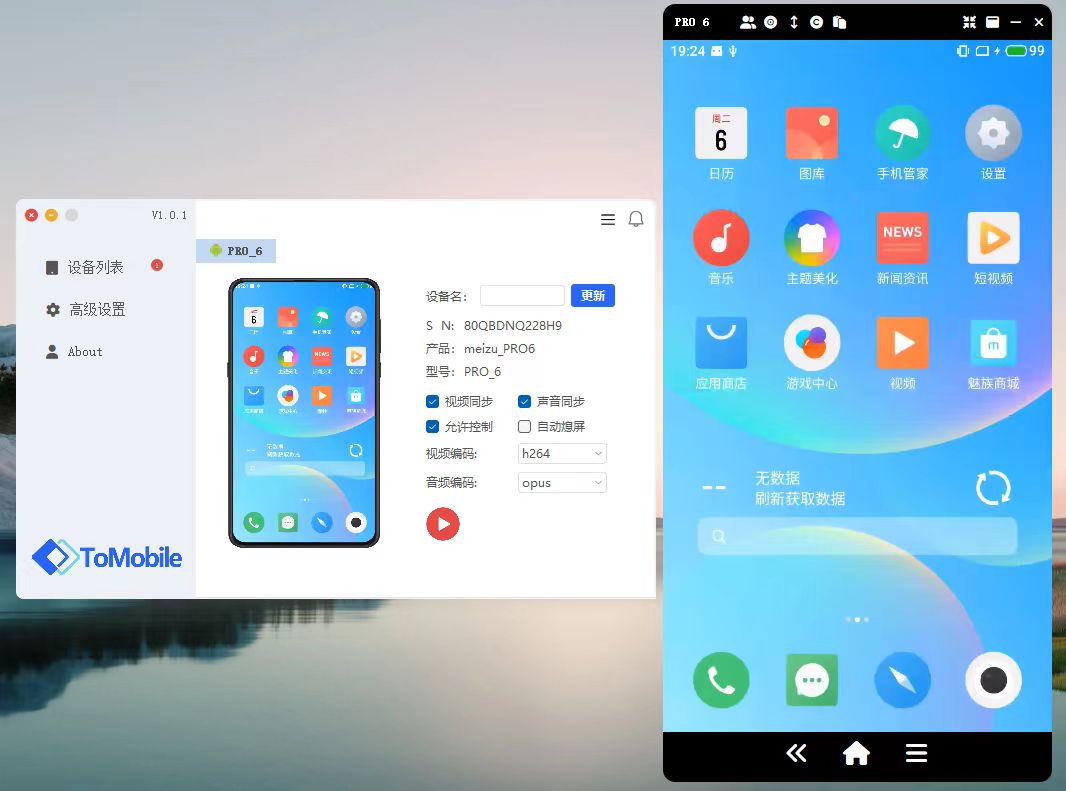 V1.0.1
设备列表
1
高级设置
About
ToMobile
PRO_6
设备名：
更新
S N: 80QBDNQ228H9
产品: meizu_PRO6
型号: PRO_6
视频同步
声音同步
允许控制
自动熄屏
视频编码:
h264
音频编码:
opus
6
NEWS
PRO 6
19:24
99
周二
6
日历
图库
手机管家
设置
音乐
主题美化
NEWS
新闻资讯
短视频
应用商店
游戏中心
视频
m
魅族商城
--
无数据
刷新获取数据